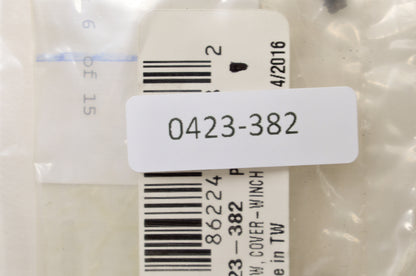 6 of 15
0423-382
2
86224
23-382
COVER-WINCH
in TW
4/2016